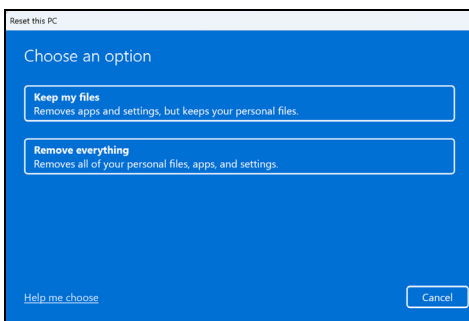 Reset this PC
Choose an option
Keep my files
Removes apps and settings, but keeps your personal files.
Remove everything
Removes all of your personal files, apps, and settings.
Help me choose
Cancel